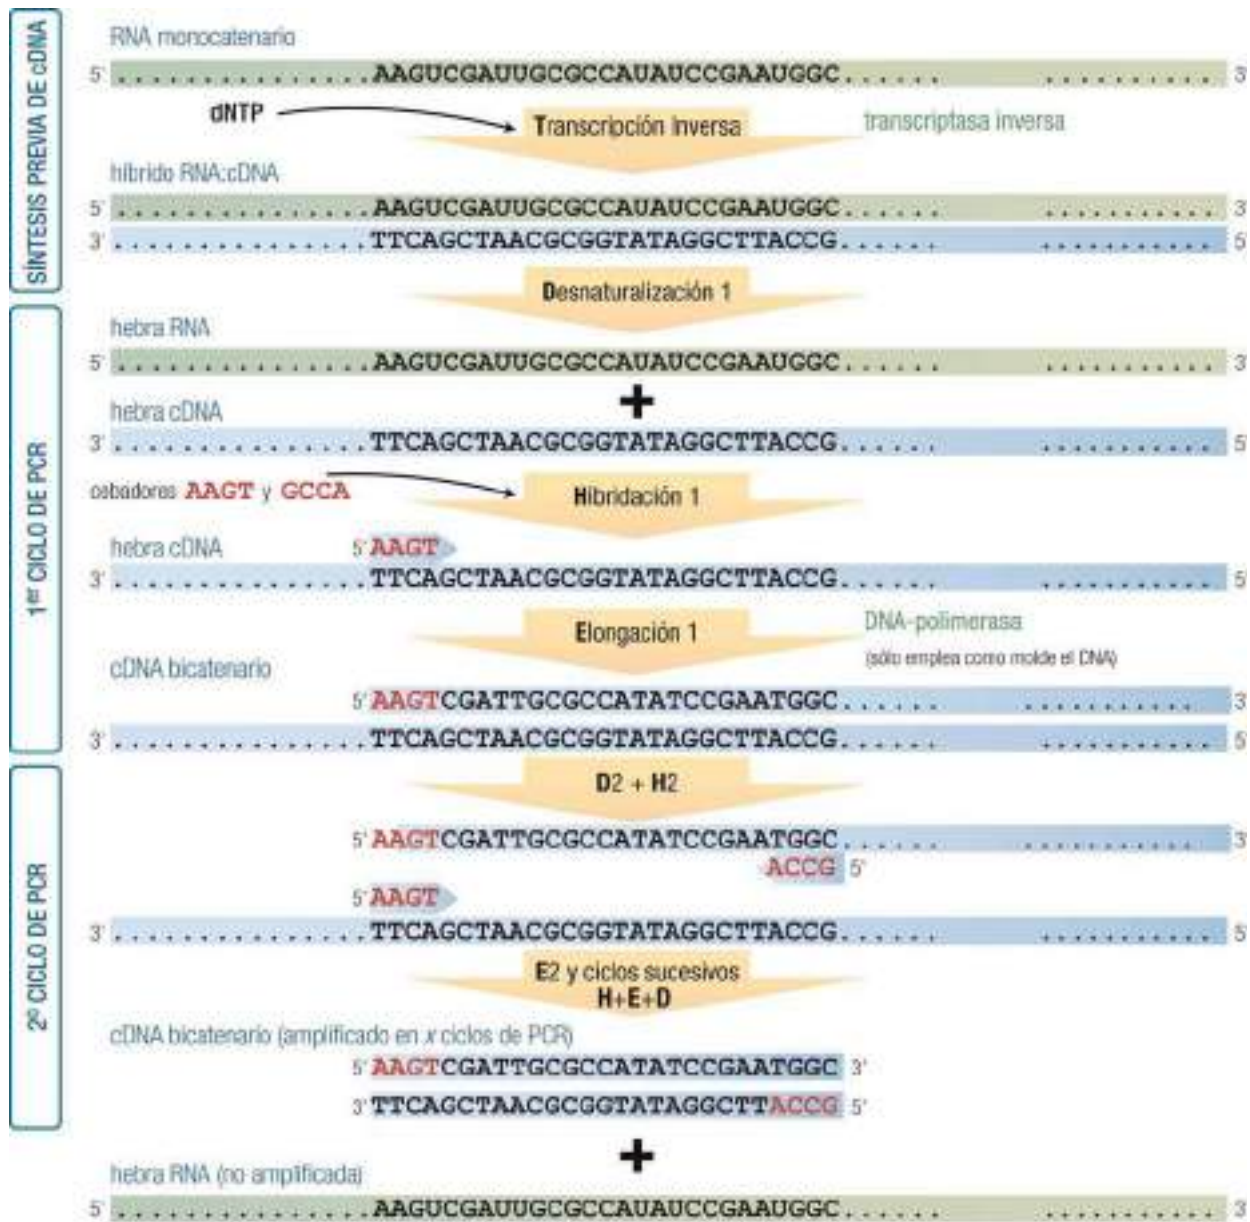 SÍNTESIS PREVIA DE cDNA
RNA monocatenario
5' ...............AAGUCGAUUGCGCCAUAUCCGAAUGGC...... .......... 3'
dNTP
Transcripción Inversa
transcriptasa inversa
híbrido RNA:cDNA
5' ...............AAGUCGAUUGCGCCAUAUCCGAAUGGC...... .......... 3'
3' ...............TTCAGCTAACGCGGTATAGGCTTACCG...... .......... 5'
1er CICLO DE PCR
Desnaturalización 1
hebra RNA
5' ...............AAGUCGAUUGCGCCAUAUCCGAAUGGC...... .......... 3'
+
hebra cDNA
3' ...............TTCAGCTAACGCGGTATAGGCTTACCG...... .......... 5'
cebadores AAGT y GCCA
Hibridación 1
hebra cDNA
5' AAGT
3' ...............TTCAGCTAACGCGGTATAGGCTTACCG...... .......... 5'
Elongación 1
DNA-polimerasa
(sólo emplea como molde el DNA)
cDNA bicatenario
5' AAGTCGATTGCGCCATATCCGAATGGC...... .......... 3'
3' ...............TTCAGCTAACGCGGTATAGGCTTACCG...... .......... 5'
2º CICLO DE PCR
D2 + H2
5' AAGTCGATTGCGCCATATCCGAATGGC...... .......... 3'
ACCG 5'
5' AAGT
3' ...............TTCAGCTAACGCGGTATAGGCTTACCG...... .......... 5'
E2 y ciclos sucesivos
H+E+D
cDNA bicatenario (amplificado en x ciclos de PCR)
5' AAGTCGATTGCGCCATATCCGAATGGC 3'
3' TTCAGCTAACGCGGTATAGGCTTACCG 5'
+
hebra RNA (no amplificada)
5' ...............AAGUCGAUUGCGCCAUAUCCGAAUGGC...... .......... 3'